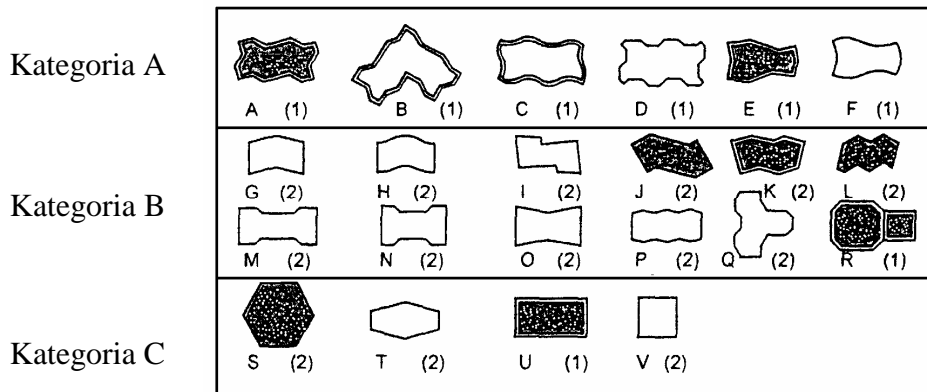 Kategoria A
A (1) B (1) C (1) D (1) E (1) F (1)
Kategoria B
G (2) H (2) I (2) J (2) K (2) L (2)
M (2) N (2) O (2) P (2) Q (2) R (1)
Kategoria C
S (2) T (2) U (1) V (2)